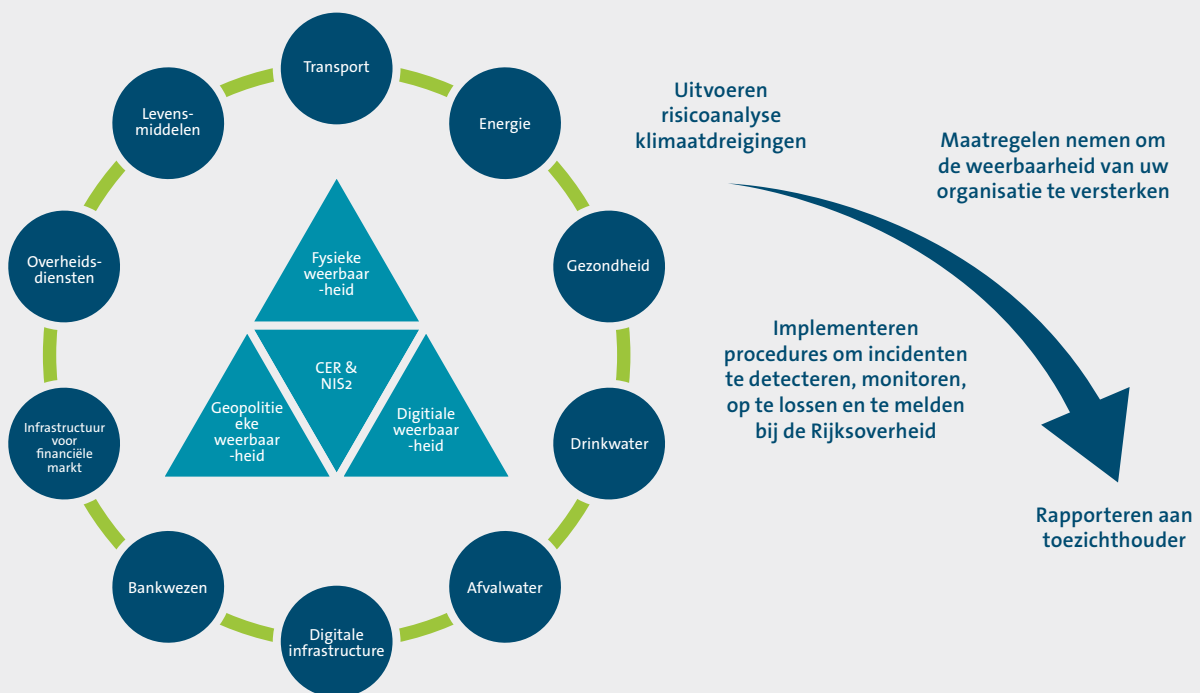 Transport
Energie
Gezondheid
Drinkwater
Afvalwater
Digitale
infrastructure
Bankwezen
Infrastructuur
voor
financiële
markt
Overheids-
diensten
Levens-
middelen
Fysieke
weerbaar
-heid
CER &
NIS2
Geopolitie
eke
weerbaar
-heid
Digitiale
weerbaar
-heid
Uitvoeren
risicoanalyse
klimaatdreigingen
Maatregelen nemen om
de weerbaarheid van uw
organisatie te versterken
Implementeren
procedures om incidenten
te detecteren, monitoren,
op te lossen en te melden
bij de Rijksoverheid
Rapporteren aan
toezichthouder